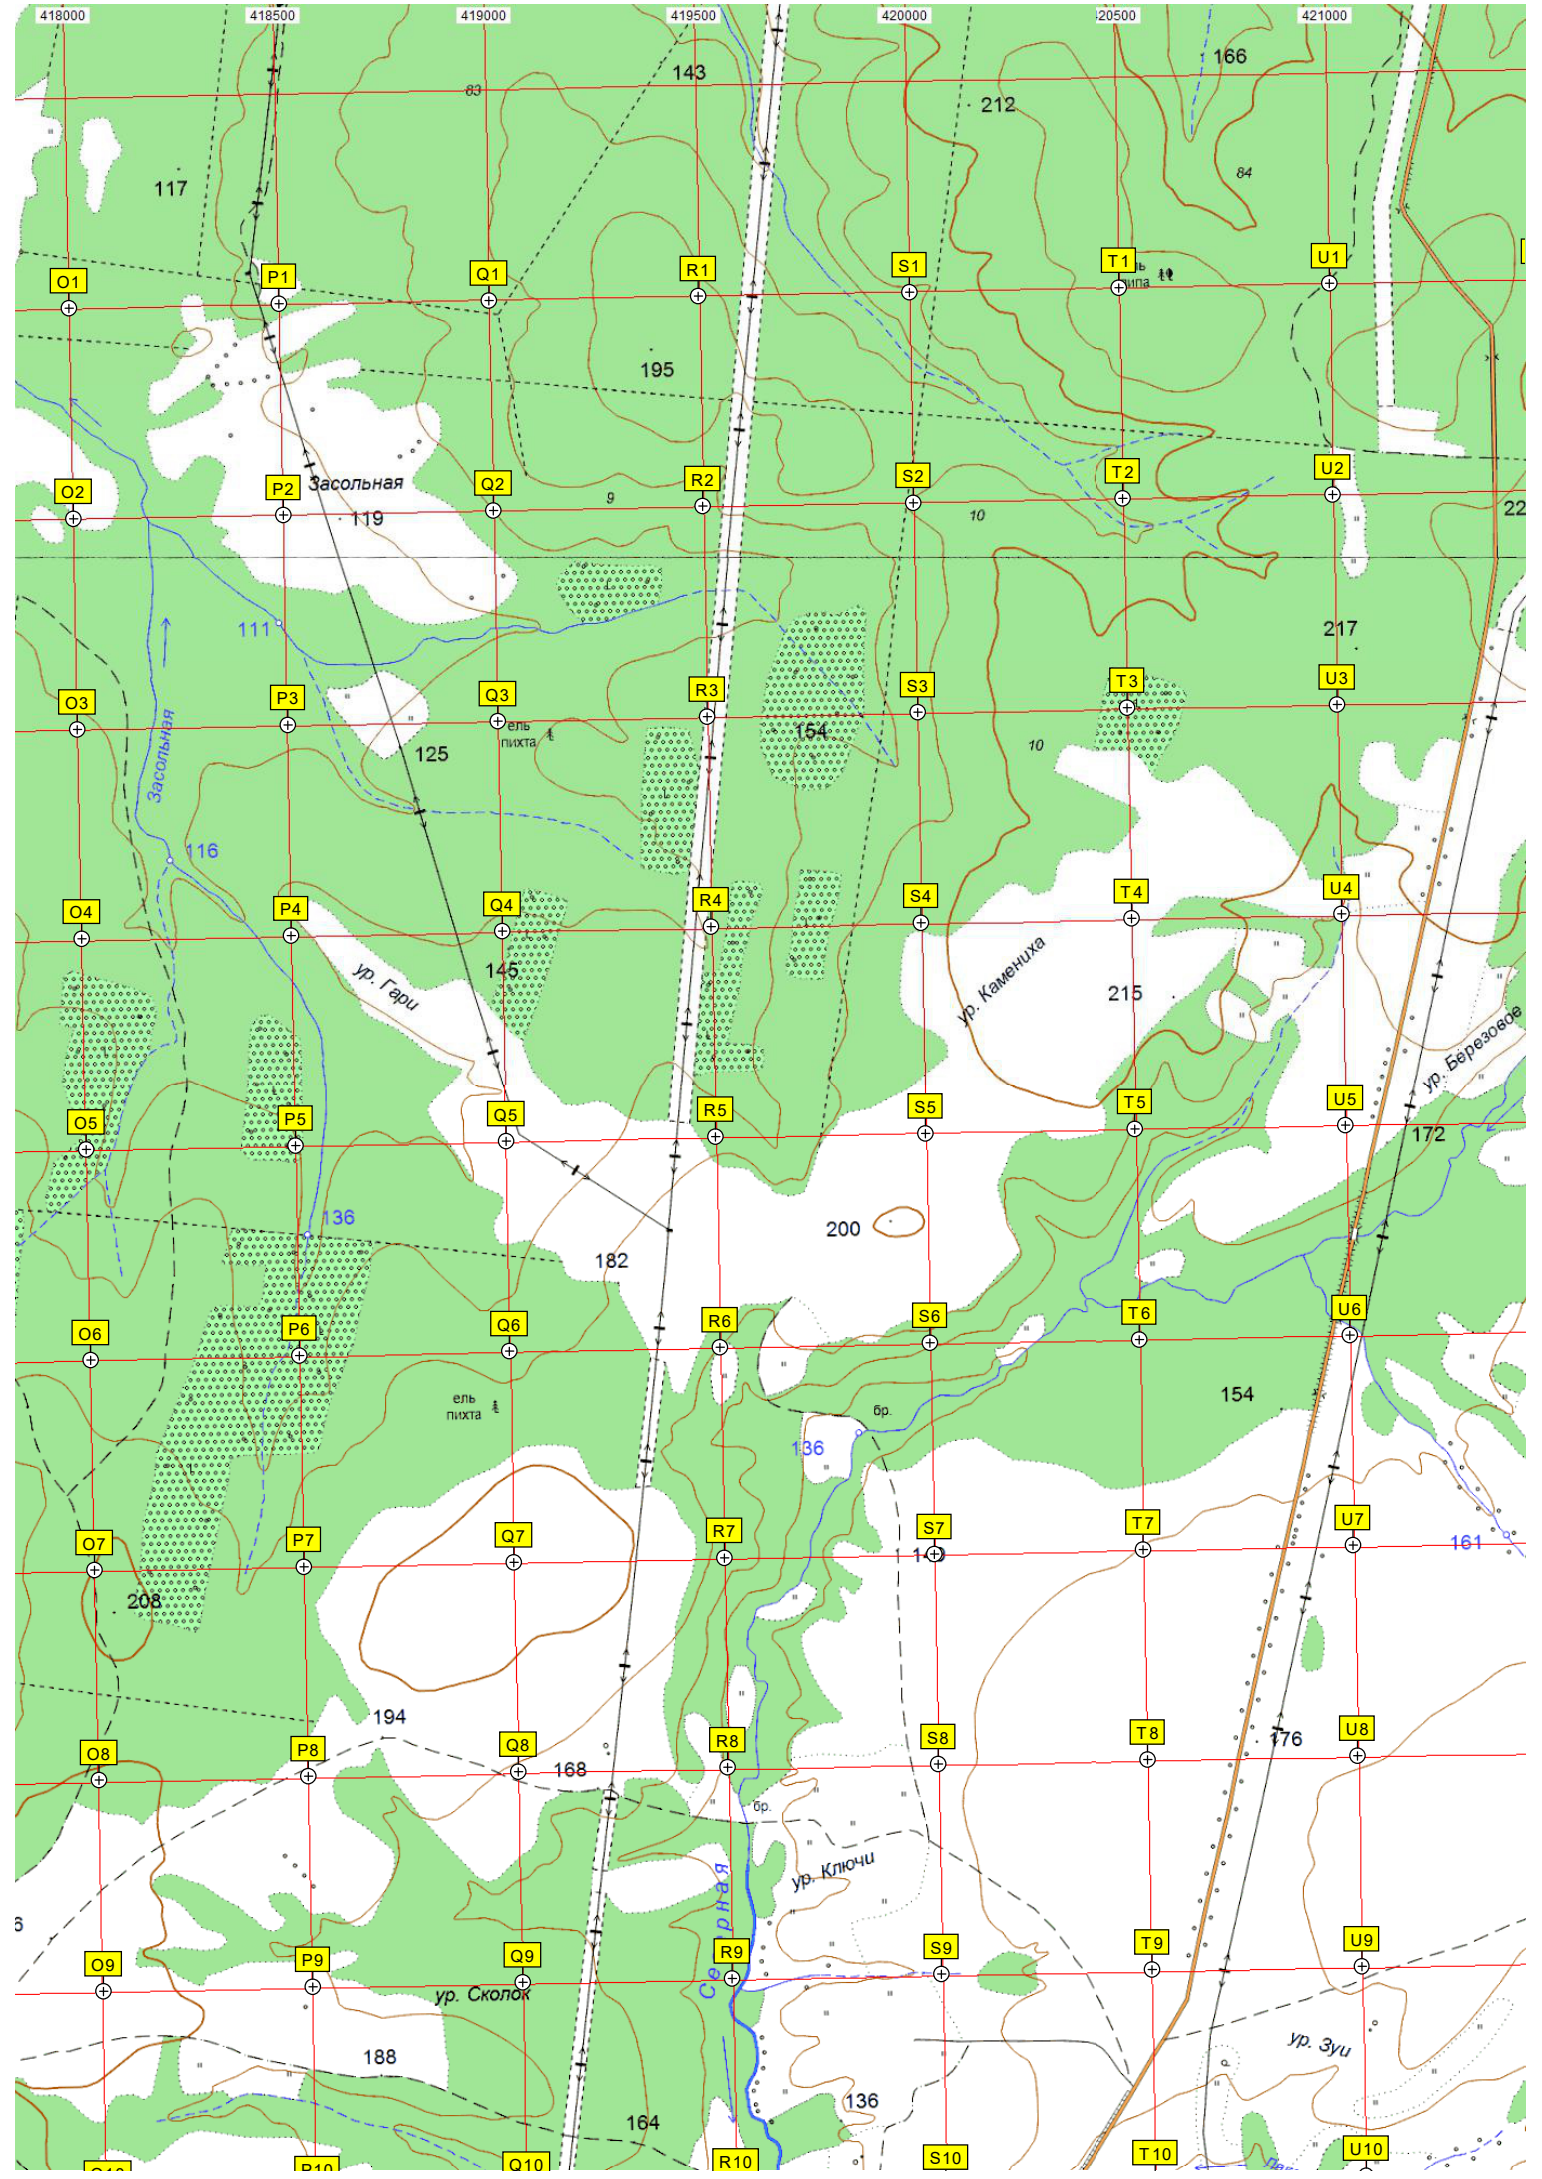 418000 418500 419000 419500 420000 420500 421000
143
166
83
212
117
84
O1 P1 Q1 R1 S1 T1 U1
липа
195
O2 P2 Q2 R2 S2 T2 U2
Засольная
9
10
119
22
111
217
O3 P3 Q3 R3 S3 T3 U3
ель
пихта
154
125
10
Засольная
116
O4 P4 Q4 R4 S4 T4 U4
145
ур. Гари
ур. Камениха
215
ур. Берёзовое
O5 P5 Q5 R5 S5 T5 U5
172
136
200
182
O6 P6 Q6 R6 S6 T6 U6
ель
пихта
154
бр.
136
O7 P7 Q7 R7 S7 T7 U7
161
208
194
O8 P8 Q8 R8 S8 T8 U8
176
168
бр.
ур. Ключи
6
O9 P9 Q9 R9 S9 T9 U9
ур. Сколок
ур. Зуи
188
136
164
P10 Q10 R10 S10 T10 U10